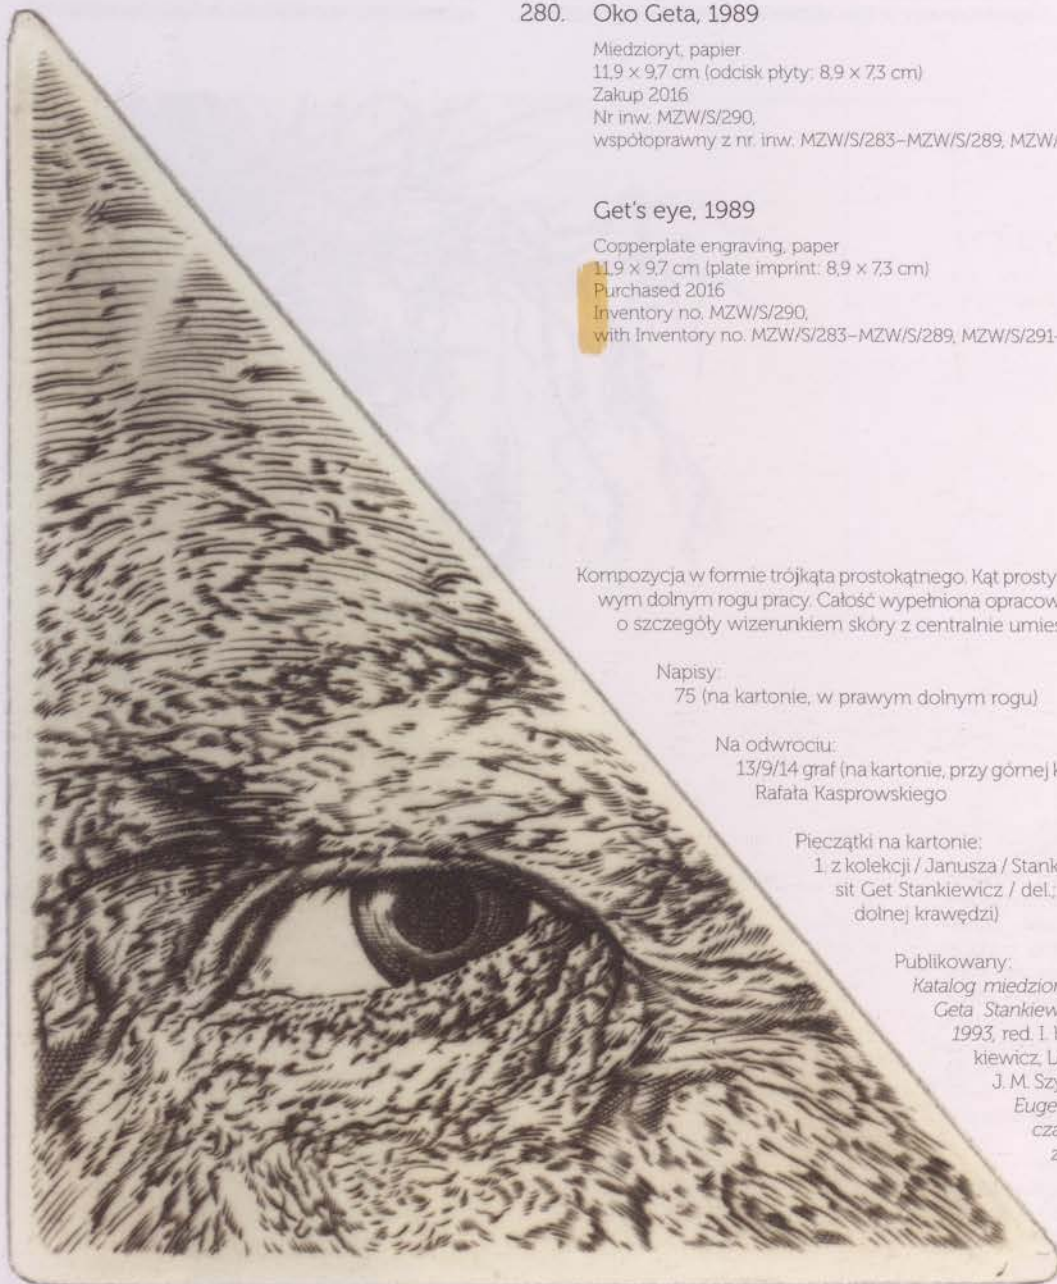 280. Oko Geta, 1989
Miedzioryt, papier
11,9 × 9,7 cm (odcisk płyty: 8,9 × 7,3 cm)
Zakup 2016
Nr inw. MZW/S/290,
współoprawny z nr. inw. MZW/S/283–MZW/S/289, MZW/
Get's eye, 1989
Copperplate engraving, paper
11,9 × 9,7 cm (plate imprint: 8,9 × 7,3 cm)
Purchased 2016
Inventory no. MZW/S/290,
with Inventory no. MZW/S/283–MZW/S/289, MZW/S/291–
Kompozycja w formie trójkąta prostokątnego. Kąt prosty
wym dolnym rogu pracy. Całość wypełniona opracow
o szczegóły wizerunkiem skóry z centralnie umies
Napisy:
75 (na kartonie, w prawym dolnym rogu)
Na odwrociu:
13/9/14 graf (na kartonie, przy górnej k
Rafała Kasprowskiego
Pieczątki na kartonie:
1. z kolekcji / Janusza / Stank
sit Get Stankiewicz / del.;
dolnej krawędzi)
Publikowany:
Katalog miedzior
Geta Stankiew
1993, red. I. 
kiewicz, L
J. M. Szy
Euge
cza
z